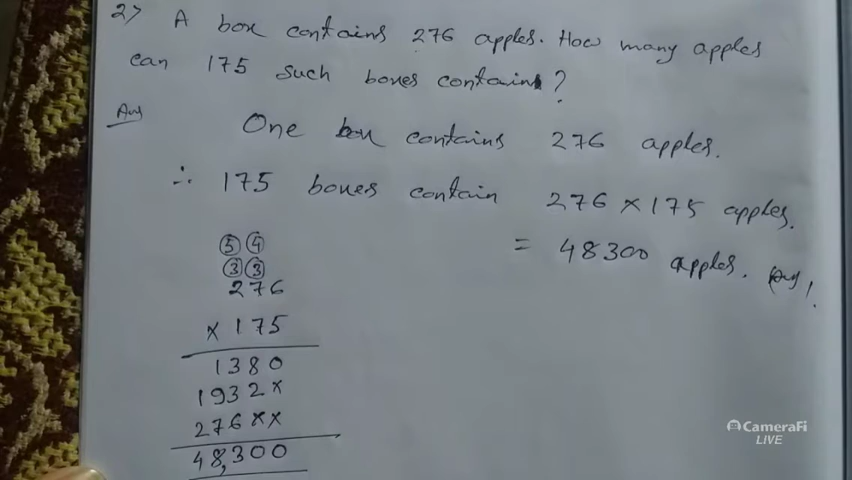 2> A box contains 276 apples. How many apples
can 175 such boxes contain?
Ans One box contains 276 apples.
∴ 175 boxes contain 276 × 175 apples.
= 48300 apples. Ans/.
⑤ ④
③ ③
276
× 175
1380
1932×
276××
48,300
CameraFi
LIVE